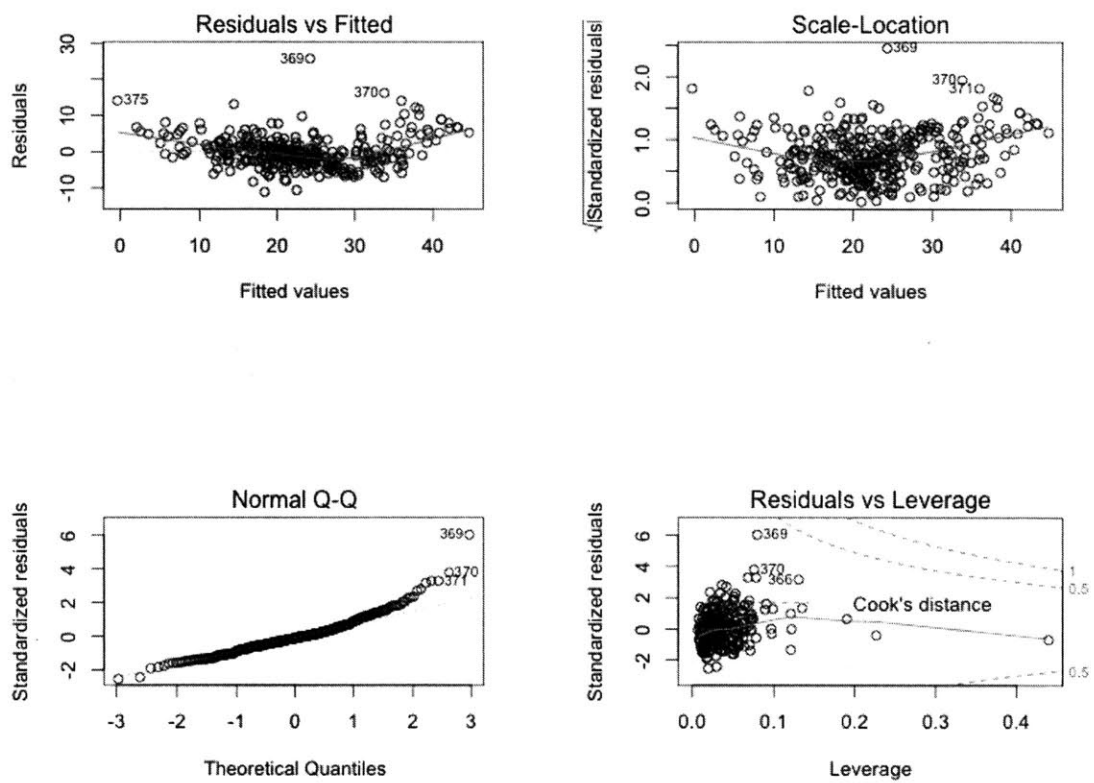 Residuals vs Fitted
Residuals
30
10
0
-10
369
370
375
0 10 20 30 40
Fitted values
Scale-Location
√|Standardized residuals|
2.0
1.0
0.0
369
370
371
0 10 20 30 40
Fitted values
Normal Q-Q
Standardized residuals
6
4
2
0
-2
369
370
371
-3 -2 -1 0 1 2 3
Theoretical Quantiles
Residuals vs Leverage
Standardized residuals
6
4
2
0
-2
369
370
366
Cook's distance
1
0.5
0.5
0.0 0.1 0.2 0.3 0.4
Leverage